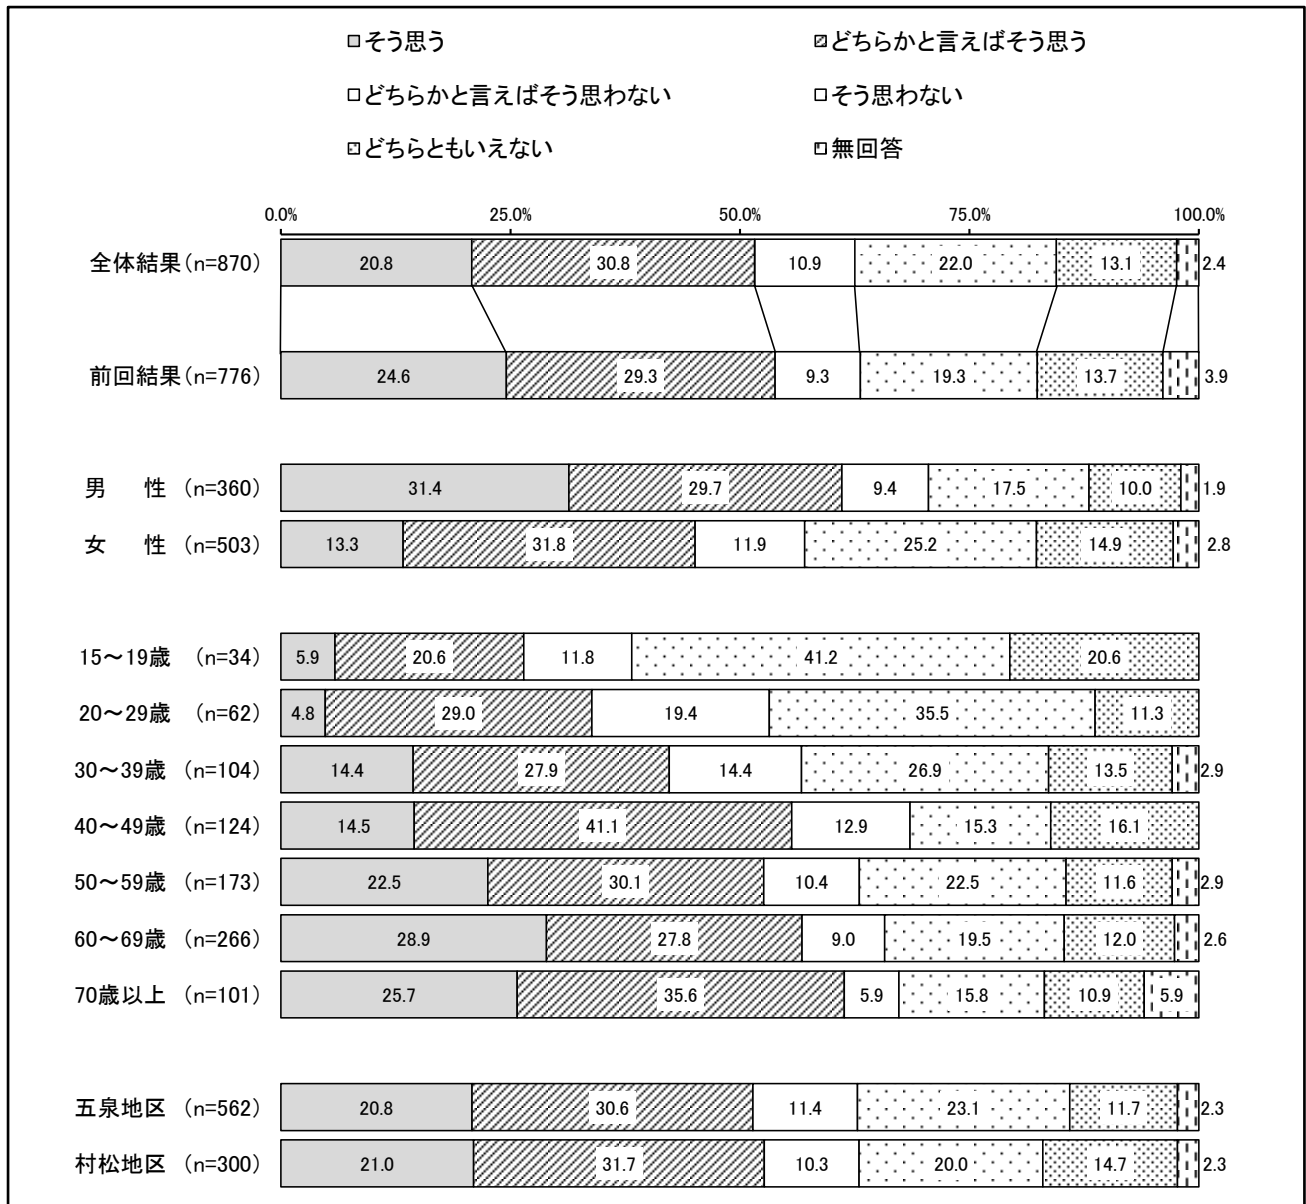 そう思う どちらかと言えばそう思う
どちらかと言えばそう思わない そう思わない
どちらともいえない 無回答
0.0% 25.0% 50.0% 75.0% 100.0%
全体結果(n=870) 20.8 30.8 10.9 22.0 13.1 2.4
前回結果(n=776) 24.6 29.3 9.3 19.3 13.7 3.9
男 性 (n=360) 31.4 29.7 9.4 17.5 10.0 1.9
女 性 (n=503) 13.3 31.8 11.9 25.2 14.9 2.8
15～19歳 (n=34) 5.9 20.6 11.8 41.2 20.6
20～29歳 (n=62) 4.8 29.0 19.4 35.5 11.3
30～39歳 (n=104) 14.4 27.9 14.4 26.9 13.5 2.9
40～49歳 (n=124) 14.5 41.1 12.9 15.3 16.1
50～59歳 (n=173) 22.5 30.1 10.4 22.5 11.6 2.9
60～69歳 (n=266) 28.9 27.8 9.0 19.5 12.0 2.6
70歳以上 (n=101) 25.7 35.6 5.9 15.8 10.9 5.9
五泉地区 (n=562) 20.8 30.6 11.4 23.1 11.7 2.3
村松地区 (n=300) 21.0 31.7 10.3 20.0 14.7 2.3